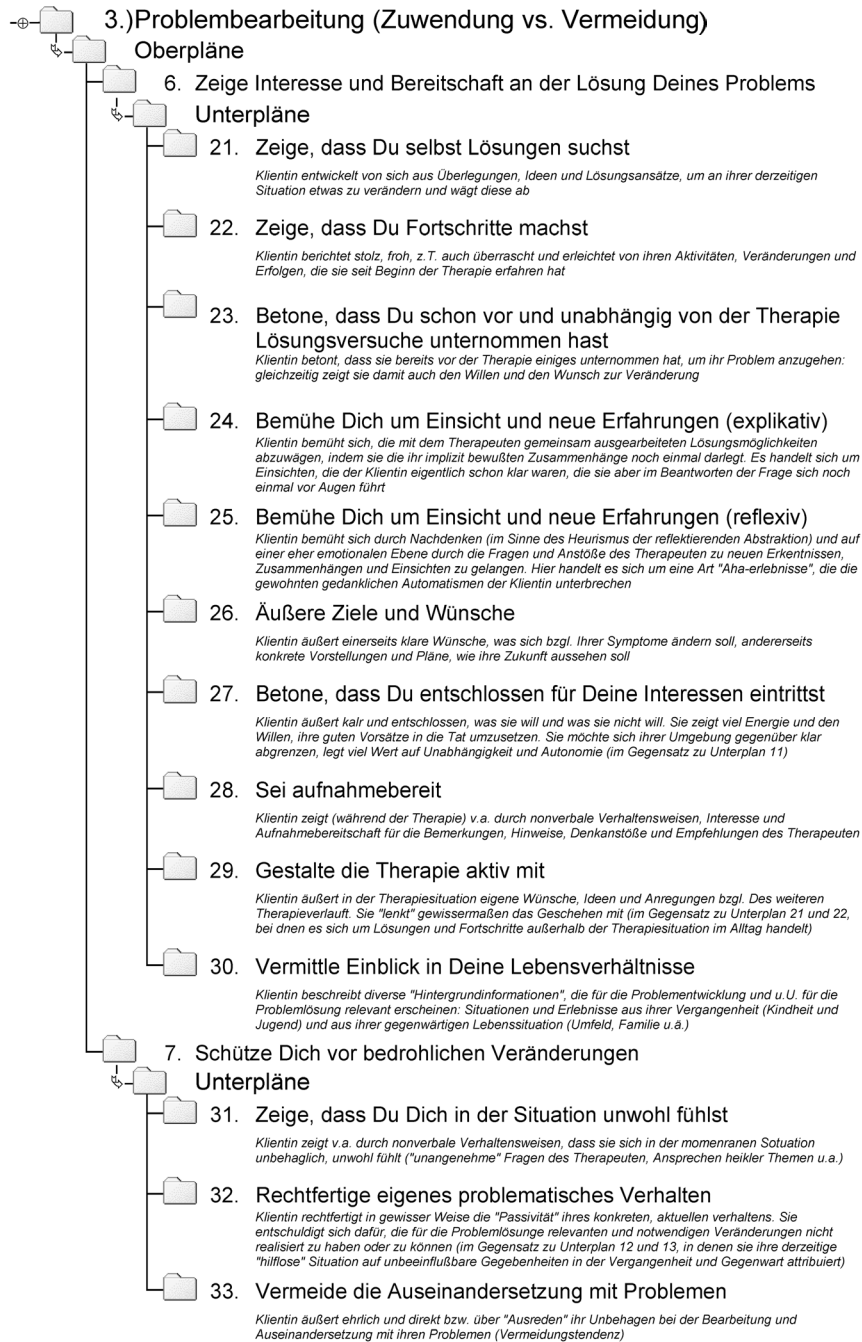 3.)Problembearbeitung (Zuwendung vs. Vermeidung)
Oberpläne
6. Zeige Interesse und Bereitschaft an der Lösung Deines Problems
Unterpläne
21. Zeige, dass Du selbst Lösungen suchst
Klientin entwickelt von sich aus Überlegungen, Ideen und Lösungsansätze, um an ihrer derzeitigen
Situation etwas zu verändern und wägt diese ab
22. Zeige, dass Du Fortschritte machst
Klientin berichtet stolz, froh, z.T. auch überrascht und erleichtet von ihren Aktivitäten, Veränderungen und
Erfolgen, die sie seit Beginn der Therapie erfahren hat
23. Betone, dass Du schon vor und unabhängig von der Therapie
Lösungsversuche unternommen hast
Klientin betont, dass sie bereits vor der Therapie einiges unternommen hat, um ihr Problem anzugehen:
gleichzeitig zeigt sie damit auch den Willen und den Wunsch zur Veränderung
24. Bemühe Dich um Einsicht und neue Erfahrungen (explikativ)
Klientin bemüht sich, die mit dem Therapeuten gemeinsam ausgearbeiteten Lösungsmöglichkeiten
abzuwägen, indem sie die ihr implizit bewußten Zusammenhänge noch einmal darlegt. Es handelt sich um
Einsichten, die der Klientin eigentlich schon klar waren, die sie aber im Beantworten der Frage sich noch
einmal vor Augen führt
25. Bemühe Dich um Einsicht und neue Erfahrungen (reflexiv)
Klientin bemüht sich durch Nachdenken (im Sinne des Heurismus der reflektierenden Abstraktion) und auf
einer eher emotionalen Ebene durch die Fragen und Anstöße des Therapeuten zu neuen Erkentnissen,
Zusammenhängen und Einsichten zu gelangen. Hier handelt es sich um eine Art "Aha-erlebnisse", die die
gewohnten gedanklichen Automatismen der Klientin unterbrechen
26. Äußere Ziele und Wünsche
Klientin äußert einerseits klare Wünsche, was sich bzgl. Ihrer Symptome ändern soll, andererseits
konkrete Vorstellungen und Pläne, wie ihre Zukunft aussehen soll
27. Betone, dass Du entschlossen für Deine Interessen eintrittst
Klientin äußert kalr und entschlossen, was sie will und was sie nicht will. Sie zeigt viel Energie und den
Willen, ihre guten Vorsätze in die Tat umzusetzen. Sie möchte sich ihrer Umgebung gegenüber klar
abgrenzen, legt viel Wert auf Unabhängigkeit und Autonomie (im Gegensatz zu Unterplan 11)
28. Sei aufnahmebereit
Klientin zeigt (während der Therapie) v.a. durch nonverbale Verhaltensweisen, Interesse und
Aufnahmebereitschaft für die Bemerkungen, Hinweise, Denkanstöße und Empfehlungen des Therapeuten
29. Gestalte die Therapie aktiv mit
Klientin äußert in der Therapiesituation eigene Wünsche, Ideen und Anregungen bzgl. Des weiteren
Therapieverlauft. Sie "lenkt" gewissermaßen das Geschehen mit (im Gegensatz zu Unterplan 21 und 22,
bei dnen es sich um Lösungen und Fortschritte außerhalb der Therapiesituation im Alltag handelt)
30. Vermittle Einblick in Deine Lebensverhältnisse
Klientin beschreibt diverse "Hintergrundinformationen", die für die Problementwicklung und u.U. für die
Problemlösung relevant erscheinen: Situationen und Erlebnisse aus ihrer Vergangenheit (Kindheit und
Jugend) und aus ihrer gegenwärtigen Lebenssituation (Umfeld, Familie u.ä.)
7. Schütze Dich vor bedrohlichen Veränderungen
Unterpläne
31. Zeige, dass Du Dich in der Situation unwohl fühlst
Klientin zeigt v.a. durch nonverbale Verhaltensweisen, dass sie sich in der momenranen Sotuation
unbehaglich, unwohl fühlt ("unangenehme" Fragen des Therapeuten, Ansprechen heikler Themen u.a.)
32. Rechtfertige eigenes problematisches Verhalten
Klientin rechtfertigt in gewisser Weise die "Passivität" ihres konkreten, aktuellen verhaltens. Sie
entschuldigt sich dafür, die für die Problemlösunge relevanten und notwendigen Veränderungen nicht
realisiert zu haben oder zu können (im Gegensatz zu Unterplan 12 und 13, in denen sie ihre derzeitige
"hilflose" Situation auf unbeeinflußbare Gegebenheiten in der Vergangenheit und Gegenwart attribuiert)
33. Vermeide die Auseinandersetzung mit Problemen
Klientin äußert ehrlich und direkt bzw. über "Ausreden" ihr Unbehagen bei der Bearbeitung und
Auseinandersetzung mit ihren Problemen (Vermeidungstendenz)